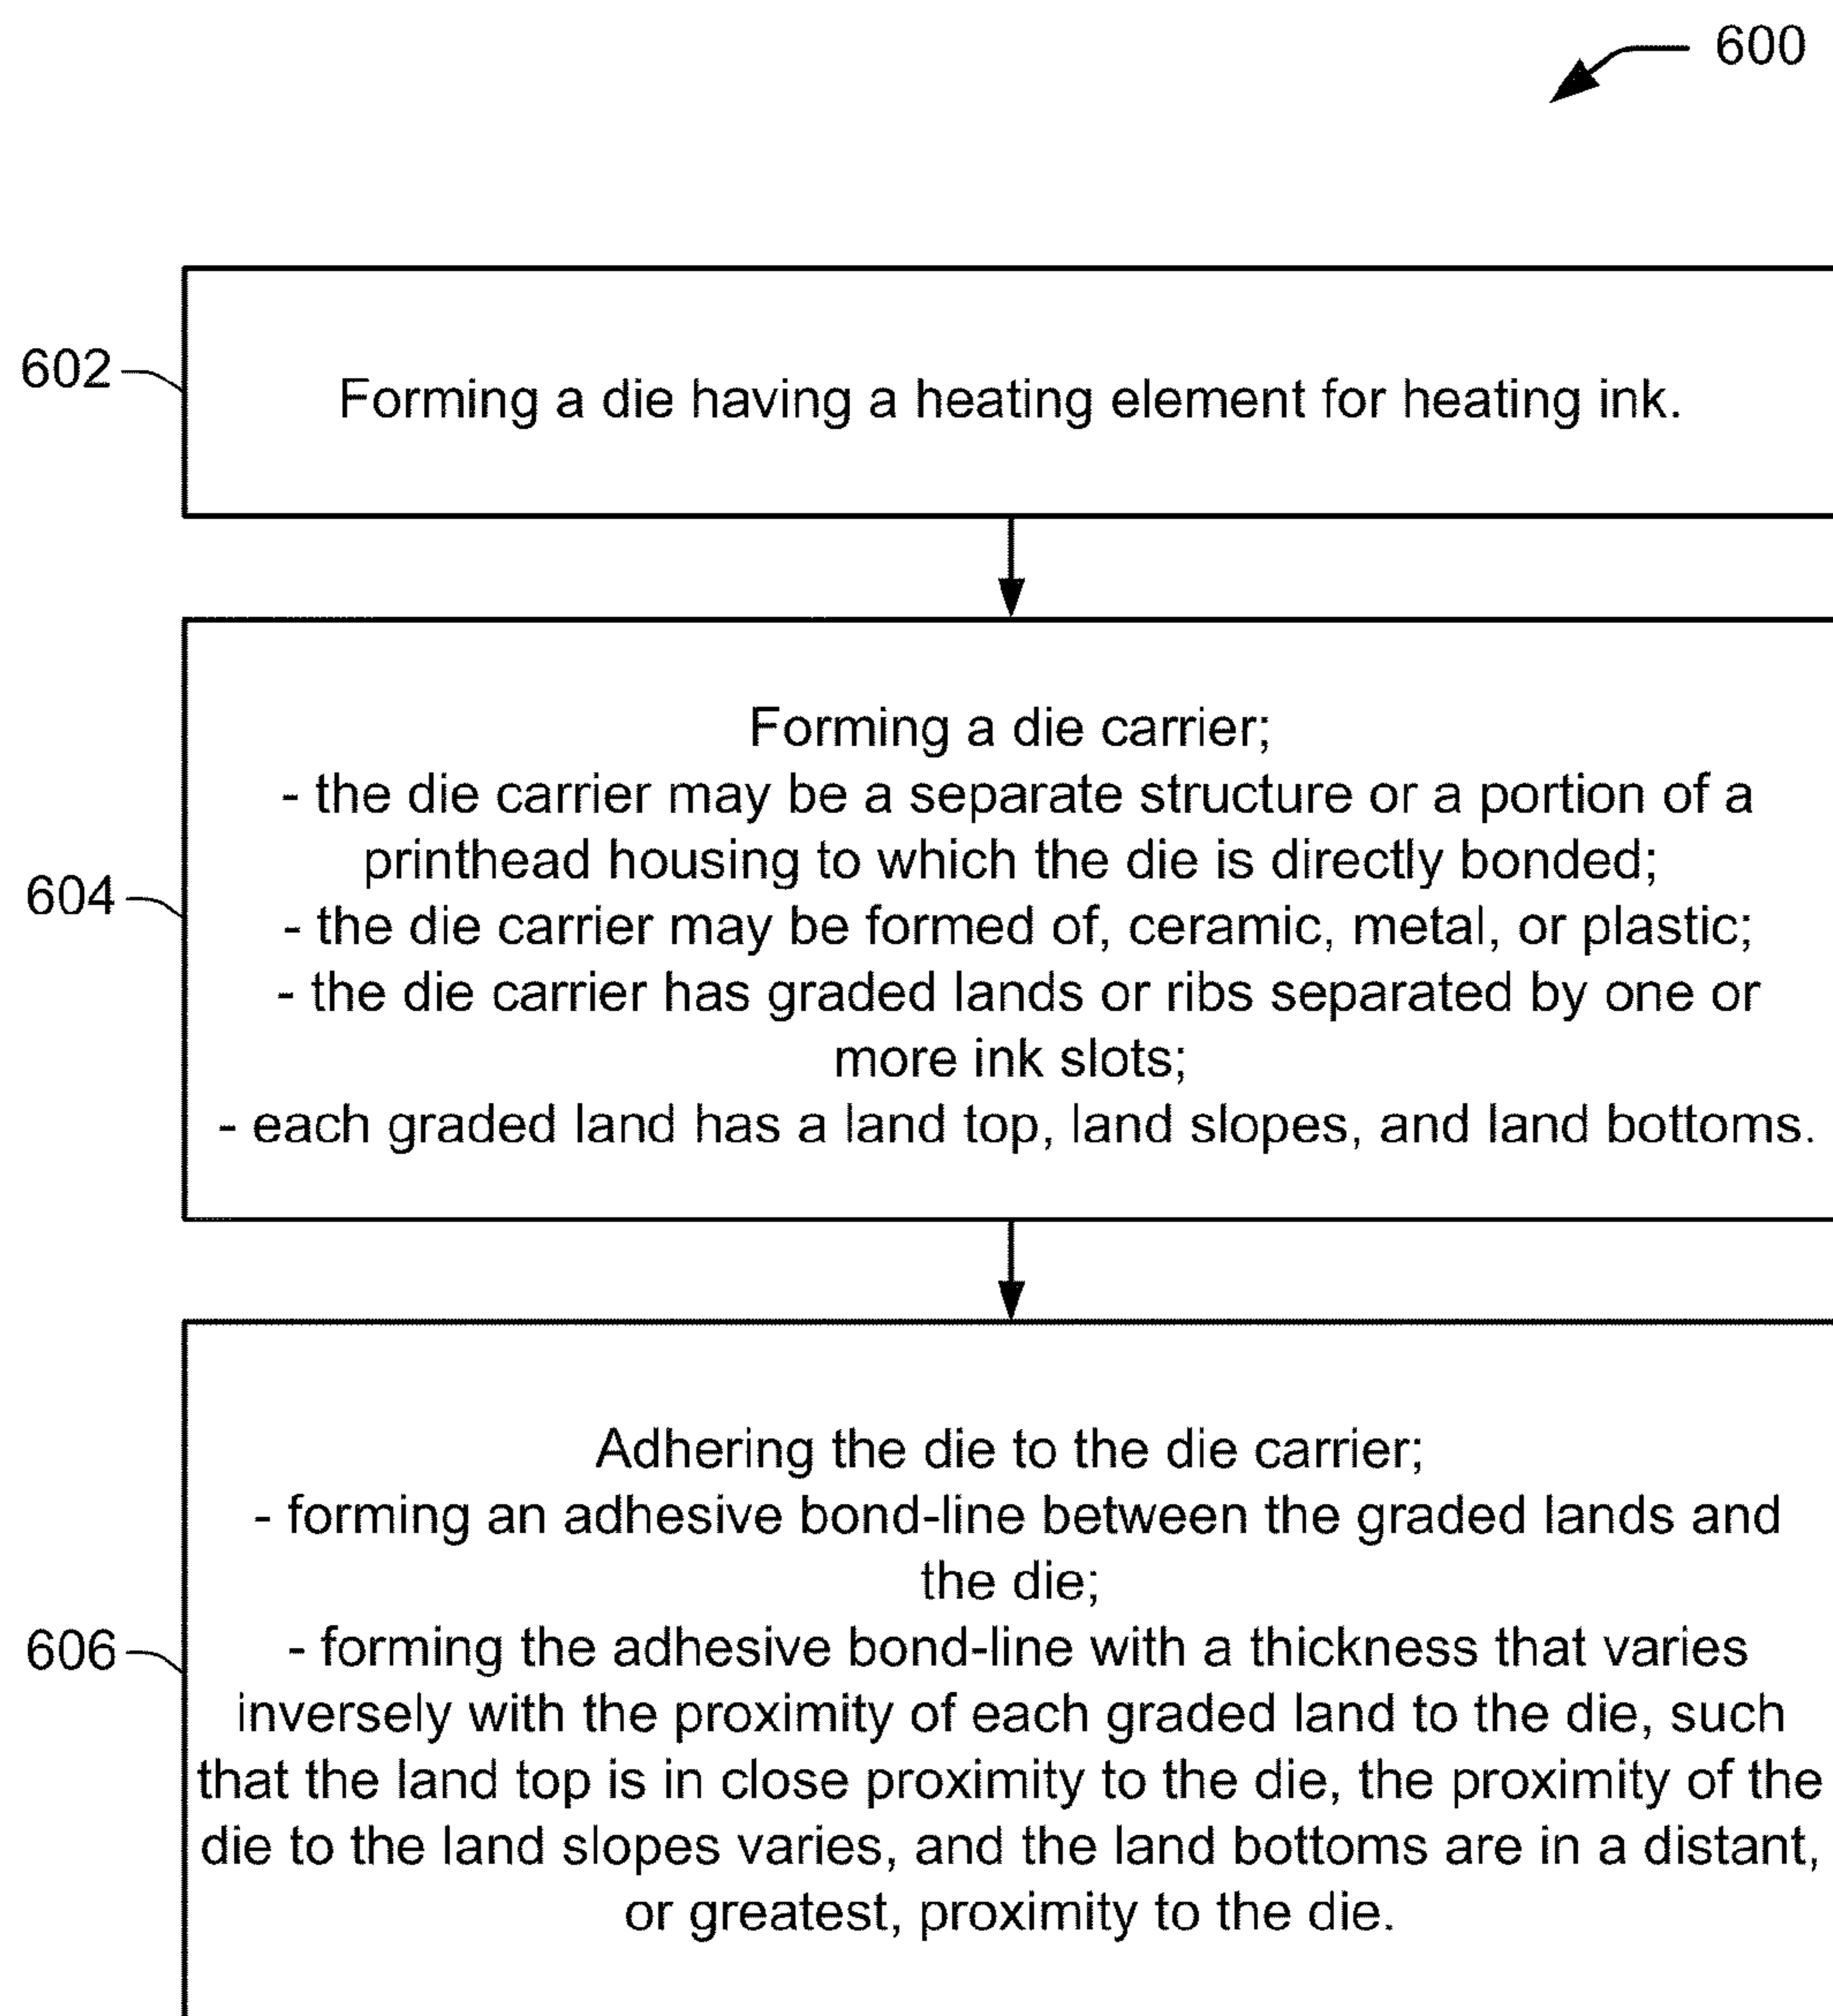 600
602
Forming a die having a heating element for heating ink.
604
Forming a die carrier;
- the die carrier may be a separate structure or a portion of a
printhead housing to which the die is directly bonded;
- the die carrier may be formed of, ceramic, metal, or plastic;
- the die carrier has graded lands or ribs separated by one or
more ink slots;
- each graded land has a land top, land slopes, and land bottoms.
606
Adhering the die to the die carrier;
- forming an adhesive bond-line between the graded lands and
the die;
- forming the adhesive bond-line with a thickness that varies
inversely with the proximity of each graded land to the die, such
that the land top is in close proximity to the die, the proximity of the
die to the land slopes varies, and the land bottoms are in a distant,
or greatest, proximity to the die.